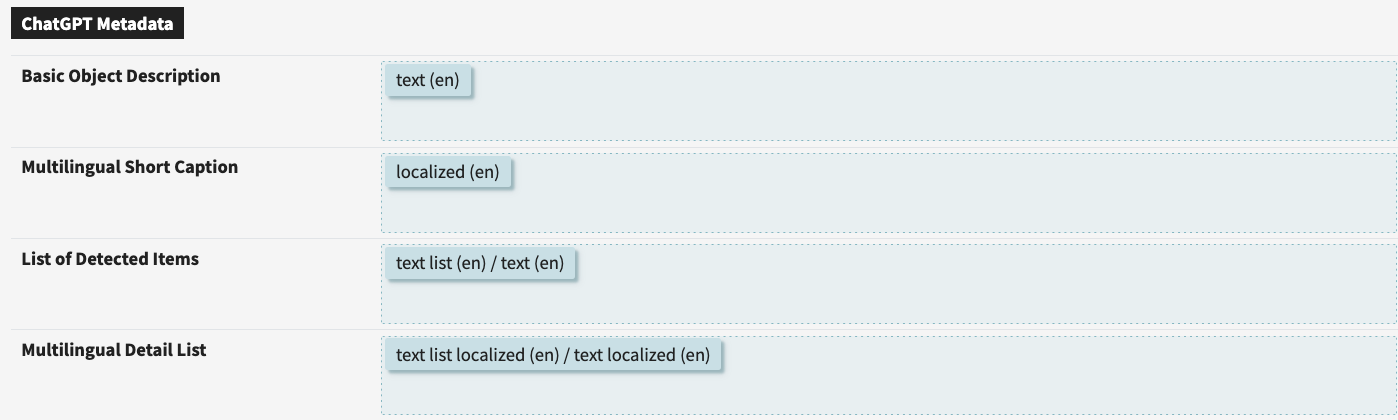 ChatGPT Metadata
Basic Object Description
text (en)
Multilingual Short Caption
localized (en)
List of Detected Items
text list (en) / text (en)
Multilingual Detail List
text list localized (en) / text localized (en)